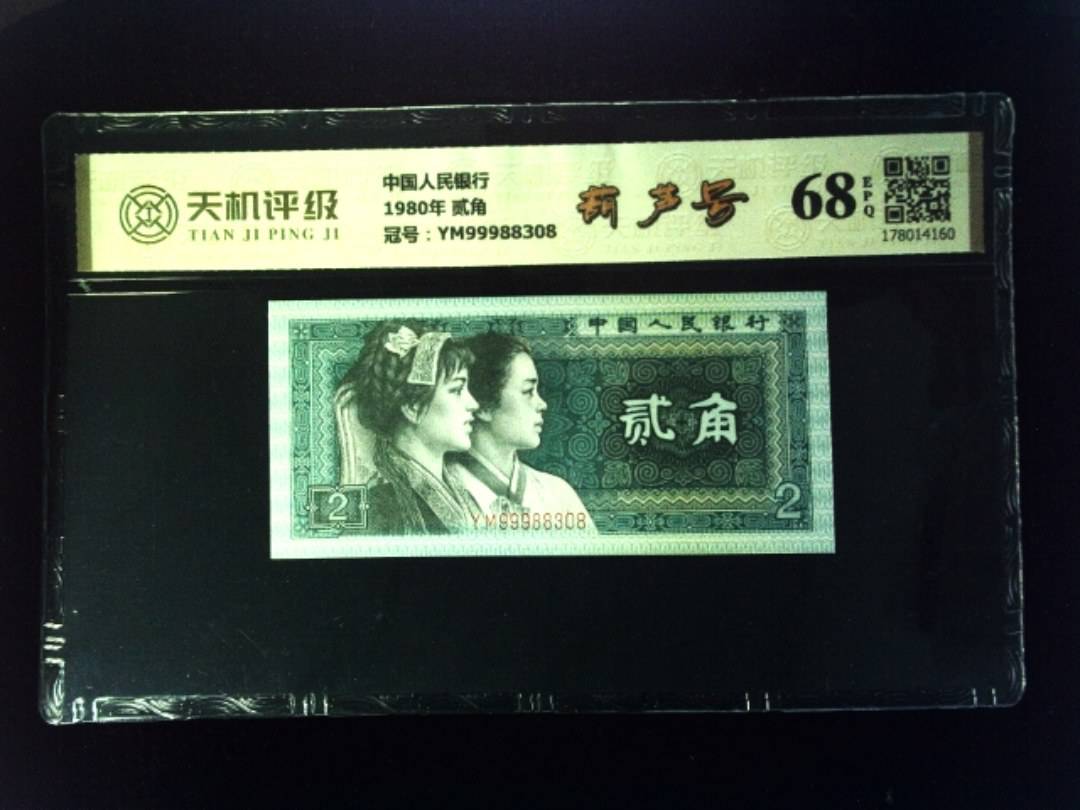 天机评级
TIAN JI PING JI
中国人民银行
1980年 贰角
冠号：YM99988308
葫芦号
68
EPQ
178014160
中国人民银行
贰角
2
2
YM99988308